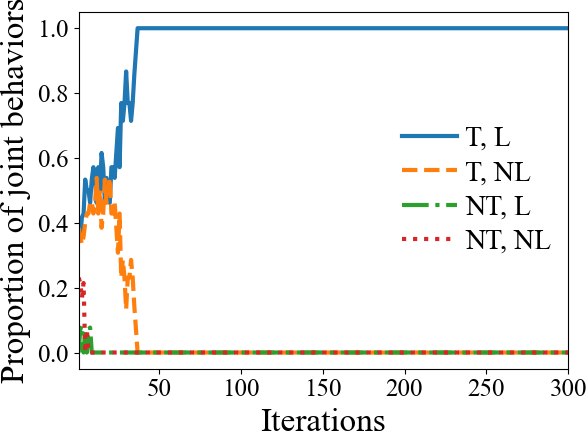 Proportion of joint behaviors
1.0
0.8
0.6
0.4
0.2
0.0
T, L
T, NL
NT, L
NT, NL
50
100
150
200
250
300
Iterations